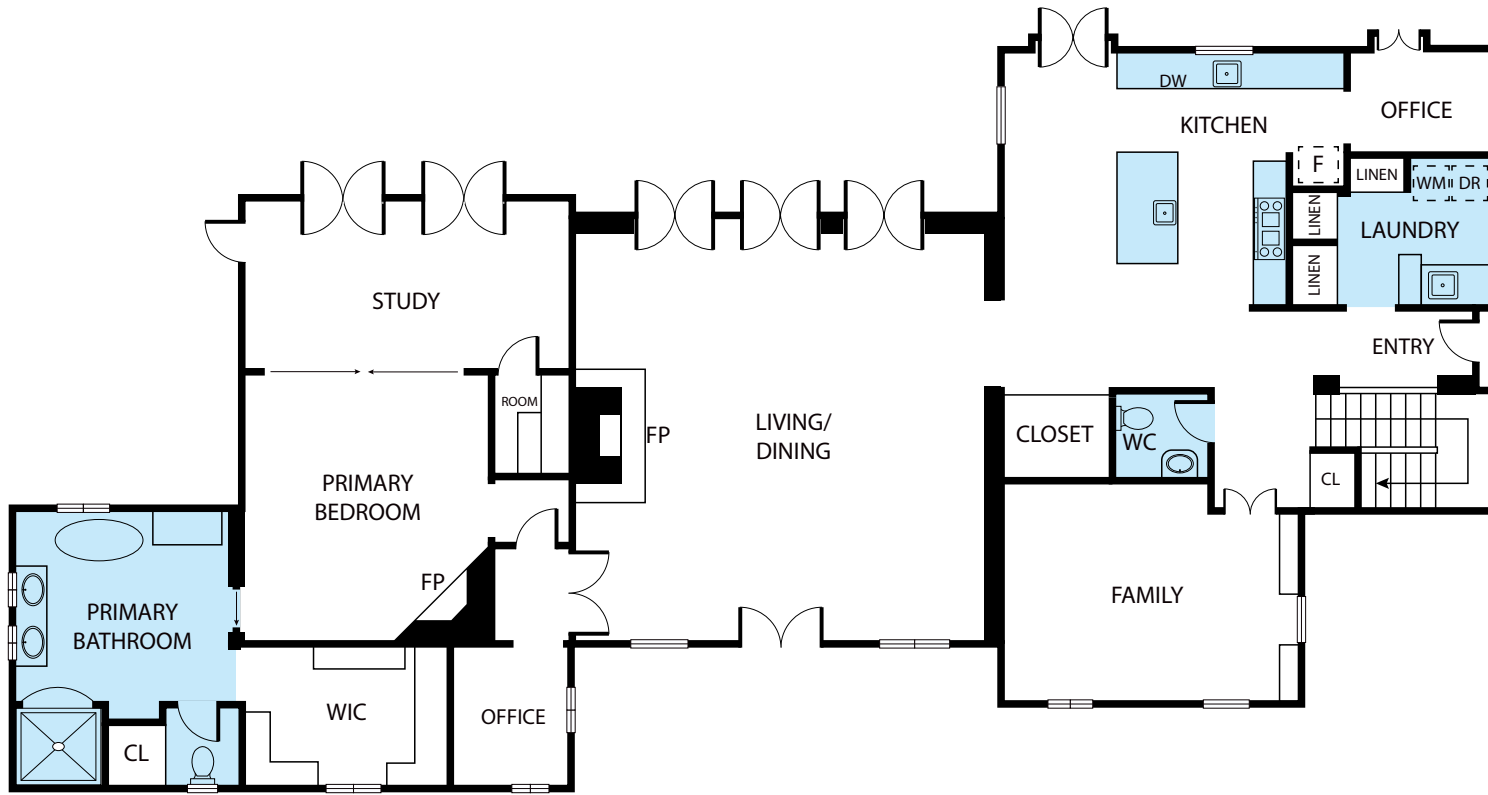 DW
KITCHEN
OFFICE
F
LINEN
WM
DR
LINEN
LAUNDRY
LINEN
STUDY
ENTRY
ROOM
FP
LIVING/
DINING
CLOSET
WC
CL
PRIMARY
BEDROOM
FP
FAMILY
PRIMARY
BATHROOM
WIC
OFFICE
CL